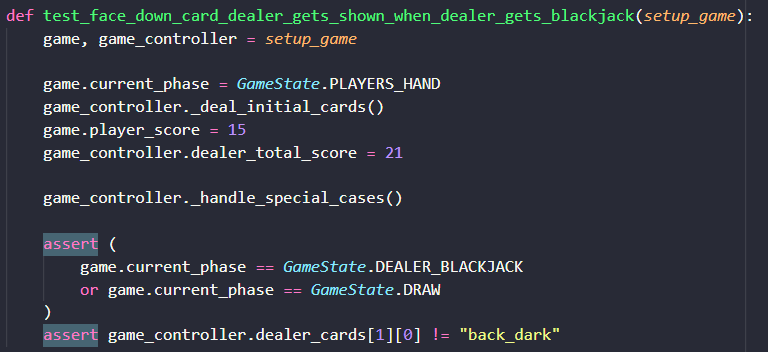 def test_face_down_card_dealer_gets_shown_when_dealer_gets_blackjack(setup_game):
    game, game_controller = setup_game

    game.current_phase = GameState.PLAYERS_HAND
    game_controller._deal_initial_cards()
    game.player_score = 15
    game_controller.dealer_total_score = 21

    game_controller._handle_special_cases()

    assert (
        game.current_phase == GameState.DEALER_BLACKJACK
        or game.current_phase == GameState.DRAW
    )
    assert game_controller.dealer_cards[1][0] != "back_dark"